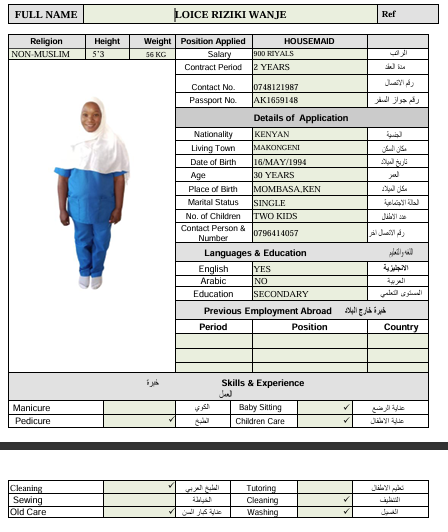 FULL NAME LOICE RIZIKI WANJE Ref
Religion Height Weight Position Applied HOUSEMAID
NON-MUSLIM 5'3 56 KG Salary 900 RIYALS الراتب
Contract Period 2 YEARS مدة العقد
Contact No. 0748121987 رقم الاتصال
Passport No. AK1659148 رقم جواز السفر
Details of Application
Nationality KENYAN الجنسية
Living Town MAKONGENI مكان السكن
Date of Birth 16/MAY/1994 تاريخ الميلاد
Age 30 YEARS العمر
Place of Birth MOMBASA,KEN مكان الميلاد
Marital Status SINGLE الحالة الاجتماعية
No. of Children TWO KIDS عدد الاطفال
Contact Person & Number 0796414057 رقم الاتصال اخر
Languages & Education اللغه والتعليم
English YES الانجليزية
Arabic NO العربية
Education SECONDARY المستوى التعلمي
Previous Employment Abroad خبرة خارج البلاد
Period Position Country
خبرة Skills & Experience
العمل
Manicure الكوي Baby Sitting ✓ عناية الرضع
Pedicure ✓ الطبخ Children Care ✓ عناية الاطفال
Cleaning ✓ الطبخ العربي Tutoring تعليم الاطفال
Sewing الخياطة Cleaning ✓ التنظيف
Old Care ✓ عناية كبار السن Washing ✓ الغسيل